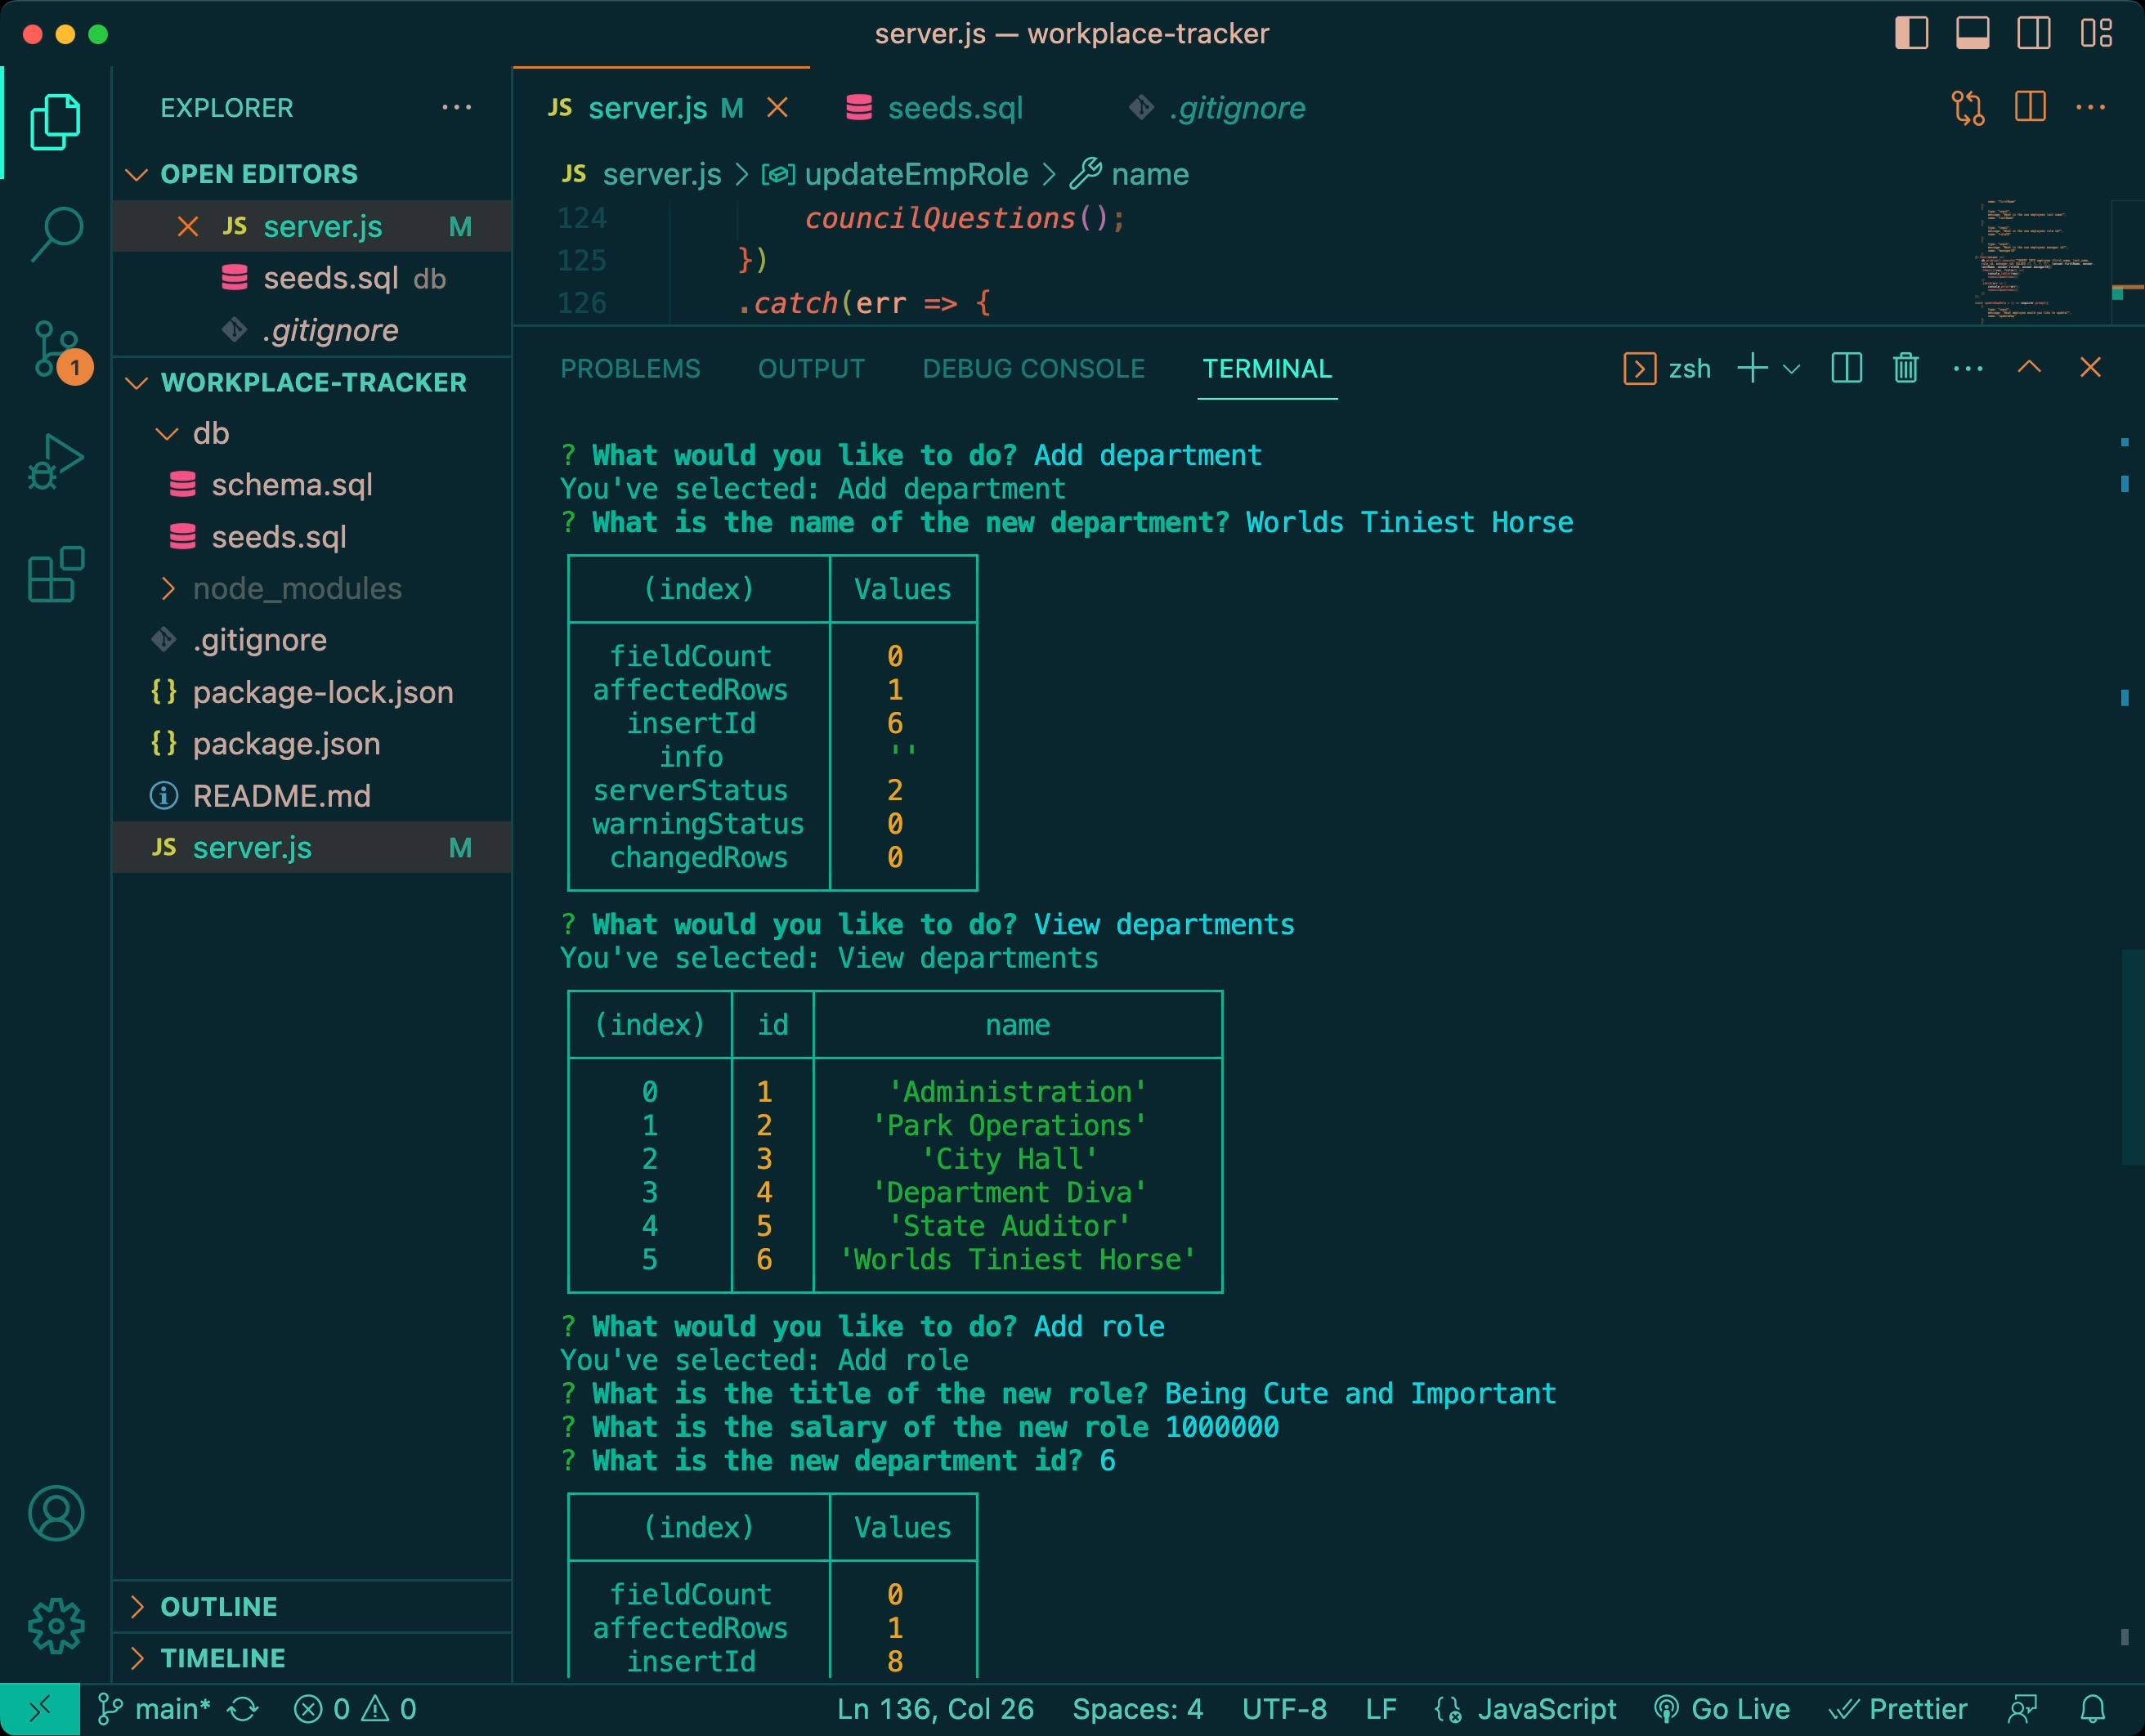 server.js — workplace-tracker
EXPLORER
OPEN EDITORS
JS server.js M
seeds.sql db
.gitignore
1
WORKPLACE-TRACKER
db
schema.sql
seeds.sql
node_modules
.gitignore
{} package-lock.json
{} package.json
README.md
JS server.js M
OUTLINE
TIMELINE
JS server.js M
seeds.sql
.gitignore
JS server.js > updateEmpRole > name
124 councilQuestions();
125 })
126 .catch(err => {
PROBLEMS OUTPUT DEBUG CONSOLE TERMINAL
zsh
? What would you like to do? Add department
You've selected: Add department
? What is the name of the new department? Worlds Tiniest Horse
(index) Values
fieldCount 0
affectedRows 1
insertId 6
info ''
serverStatus 2
warningStatus 0
changedRows 0
? What would you like to do? View departments
You've selected: View departments
(index) id name
0 1 'Administration'
1 2 'Park Operations'
2 3 'City Hall'
3 4 'Department Diva'
4 5 'State Auditor'
5 6 'Worlds Tiniest Horse'
? What would you like to do? Add role
You've selected: Add role
? What is the title of the new role? Being Cute and Important
? What is the salary of the new role 1000000
? What is the new department id? 6
(index) Values
fieldCount 0
affectedRows 1
insertId 8
main* 0 0 Ln 136, Col 26 Spaces: 4 UTF-8 LF JavaScript Go Live Prettier